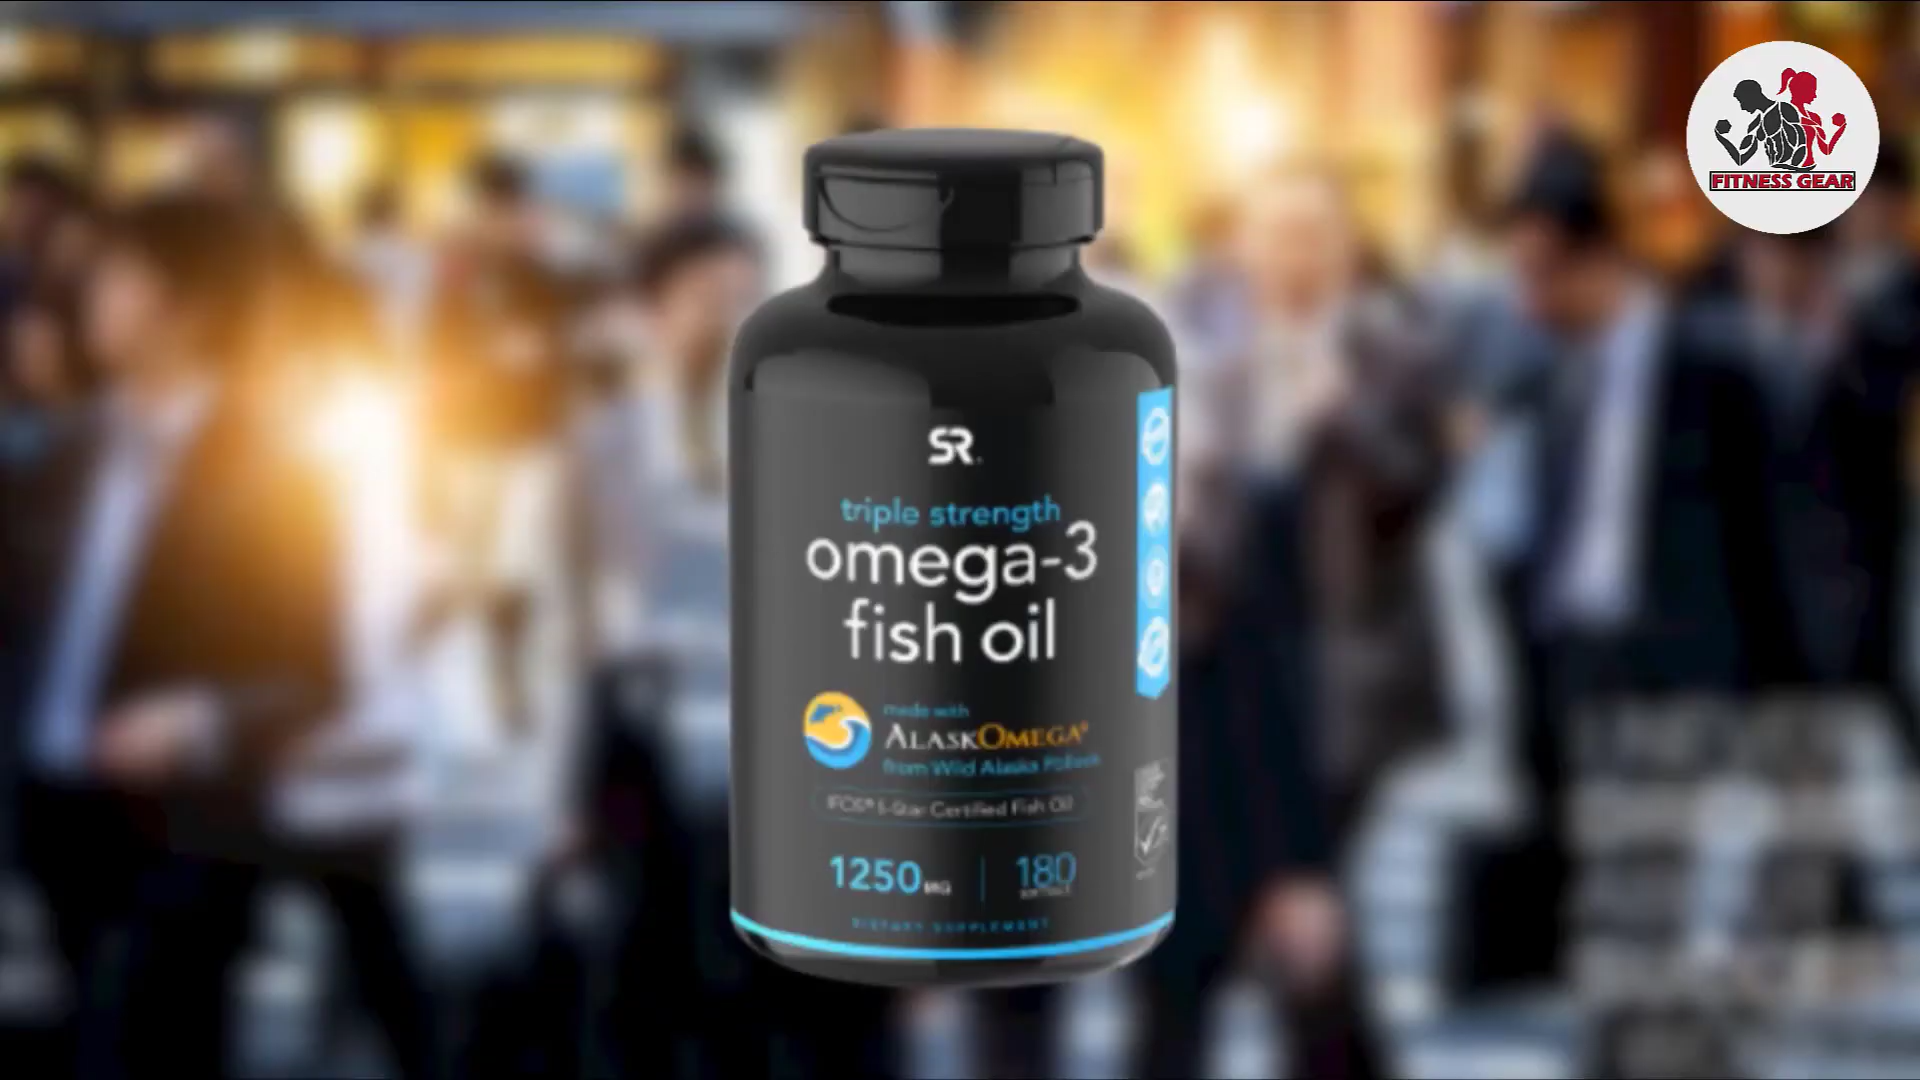 FITNESS GEAR
SR
triple strength
omega-3
fish oil
made with
ALASKOMEGA®
from Wild Alaska Pollock
IFOS® 5-Star Certified Fish Oil
1250 MG | 180
SOFTGELS
DIETARY SUPPLEMENT